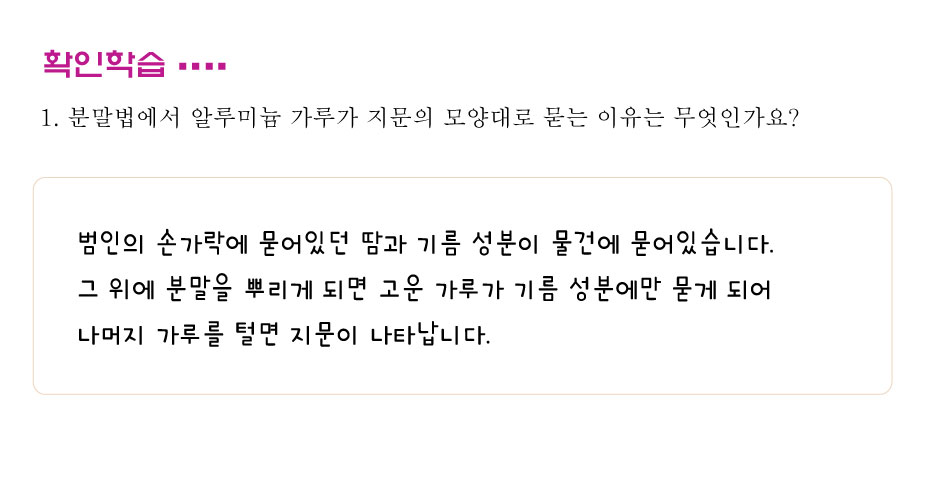 확인학습 ▪▪▪▪
1. 분말법에서 알루미늄 가루가 지문의 모양대로 묻는 이유는 무엇인가요?
범인의 손가락에 묻어있던 땀과 기름 성분이 물건에 묻어있습니다.
그 위에 분말을 뿌리게 되면 고운 가루가 기름 성분에만 묻게 되어
나머지 가루를 털면 지문이 나타납니다.